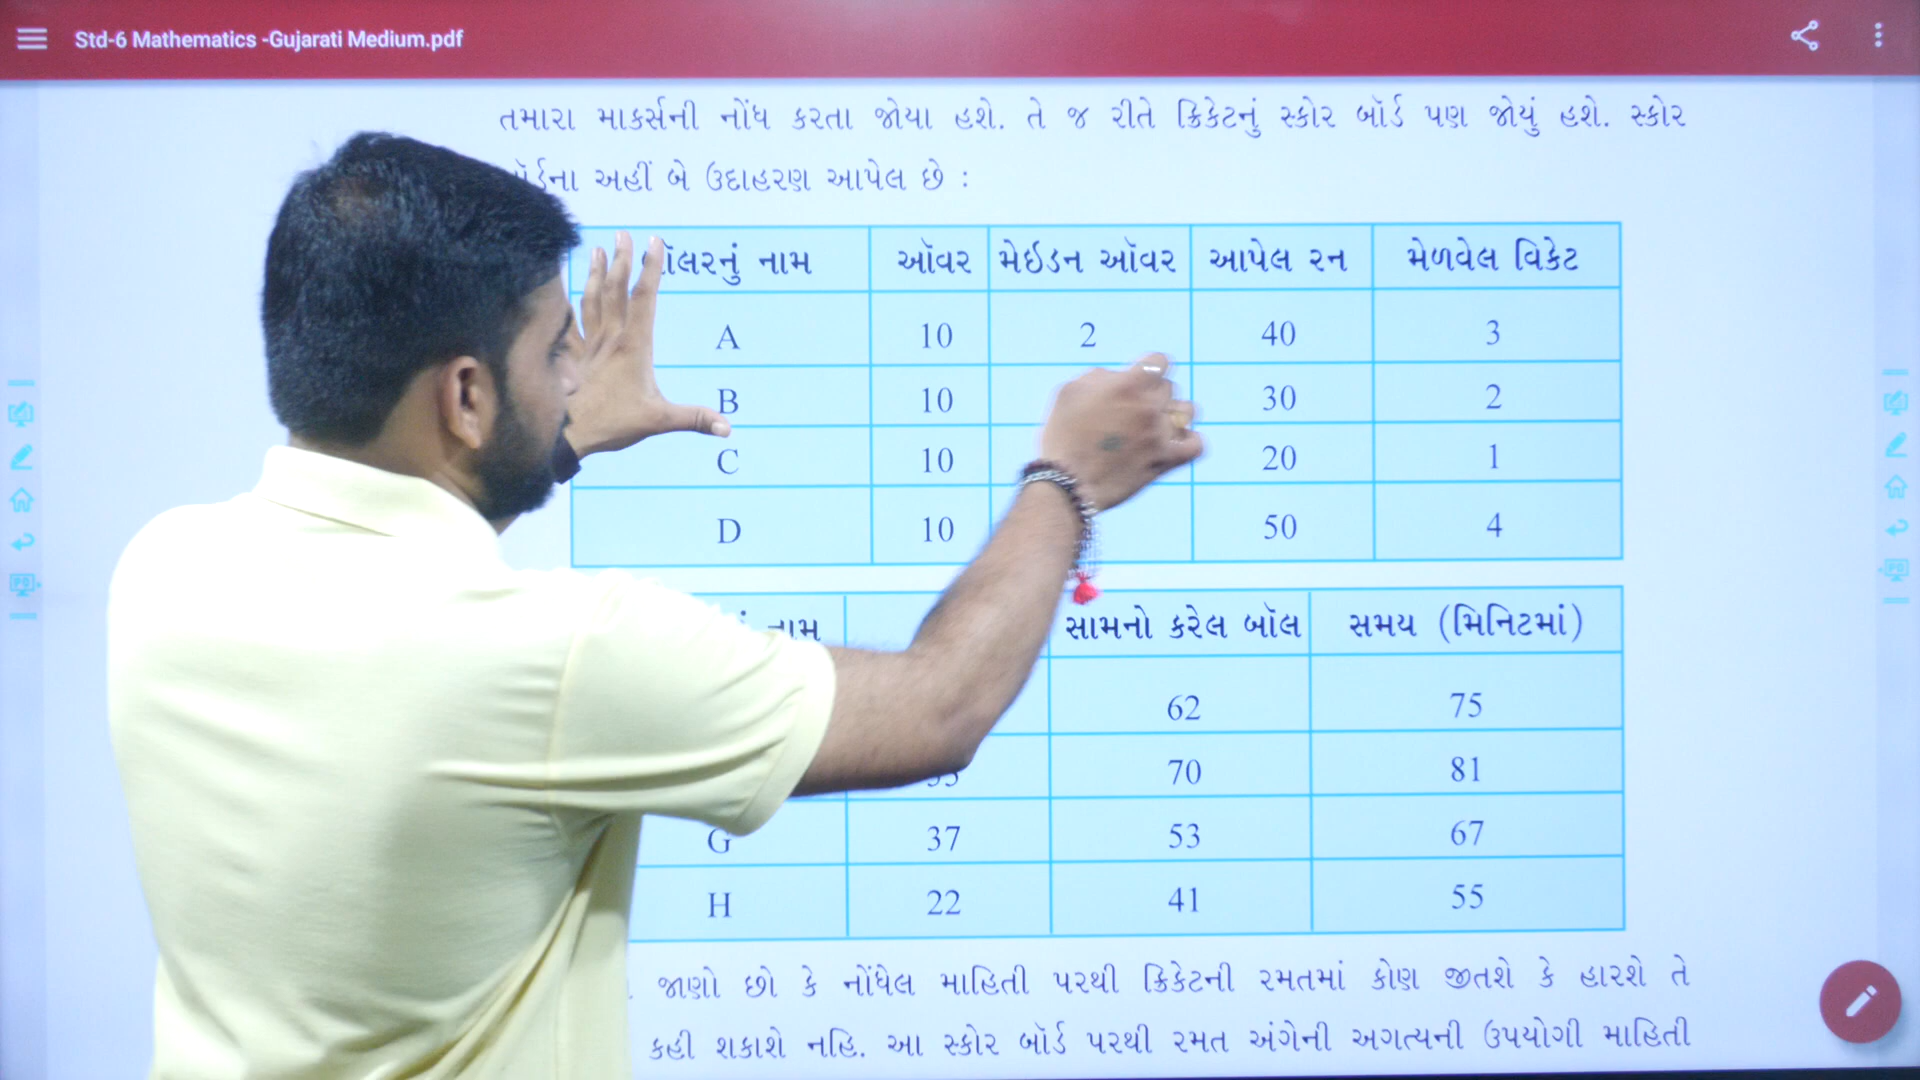 Std-6 Mathematics -Gujarati Medium.pdf
તમારા માર્ક્સની નોંધ કરતા જોયા હશે. તે જ રીતે ક્રિકેટનું સ્કોર બૉર્ડ પણ જોયું હશે. સ્કોર
અહીં બે ઉદાહરણ આપેલ છે :
નામ ઑવર મેઇડન ઑવર આપેલ રન મેળવેલ વિકેટ
A 10 2 40 3
B 10 30 2
C 10 20 1
D 10 50 4
નામ સામનો કરેલ બૉલ સમય (મિનિટમાં)
62 75
70 81
G 37 53 67
H 22 41 55
જાણો છો કે નોંધેલ માહિતી પરથી ક્રિકેટની રમતમાં કોણ જીતશે કે હારશે તે
કહી શકાશે નહિ. આ સ્કોર બૉર્ડ પરથી રમત અંગેની અગત્યની ઉપયોગી માહિતી